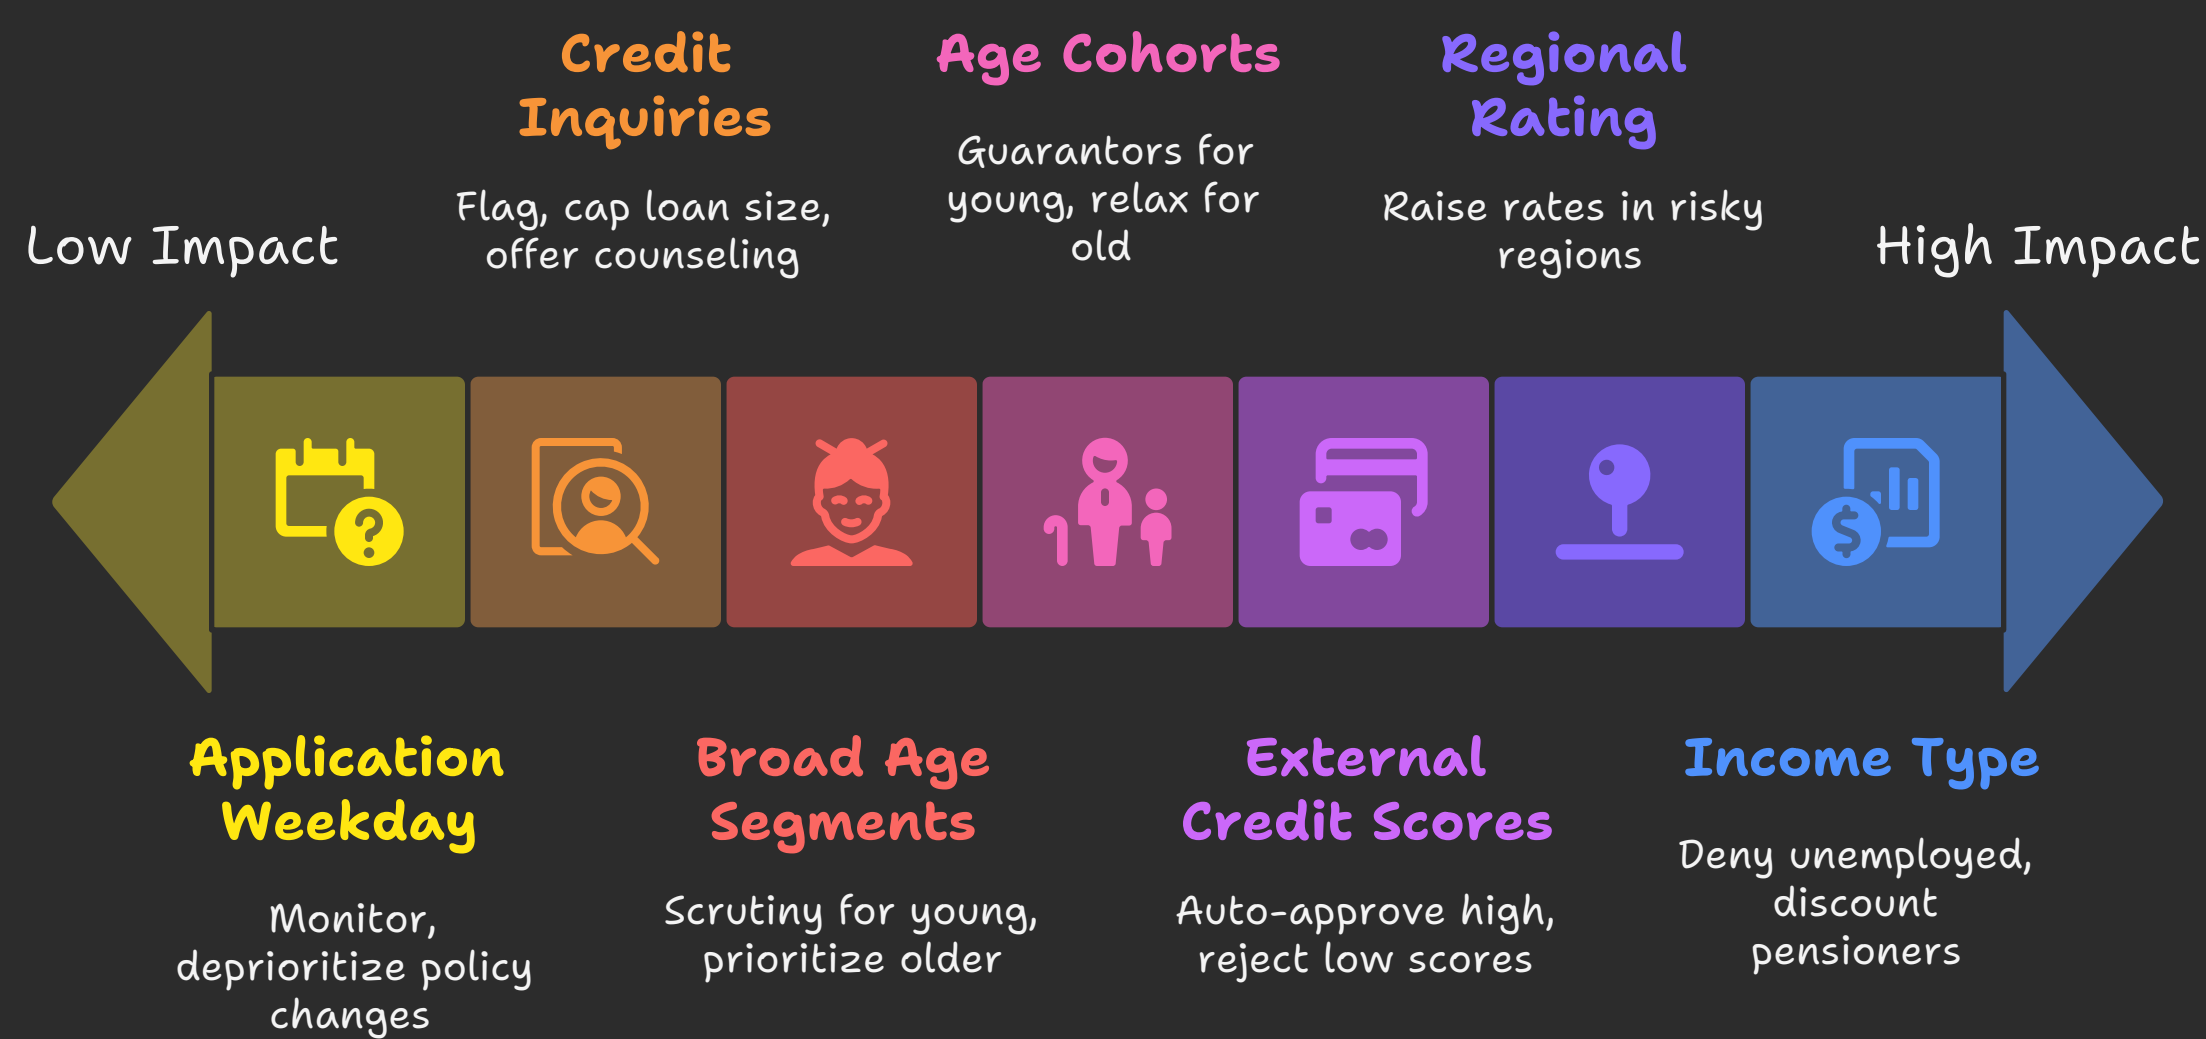 Credit
Inquiries
Flag, cap loan size,
offer counseling
Age Cohorts
Guarantors for
young, relax for
old
Regional
Rating
Raise rates in risky
regions
Low Impact
High Impact
?
$
Application
Weekday
Monitor,
deprioritize policy
changes
Broad Age
Segments
Scrutiny for young,
prioritize older
External
Credit Scores
Auto-approve high,
reject low scores
Income Type
Deny unemployed,
discount
pensioners